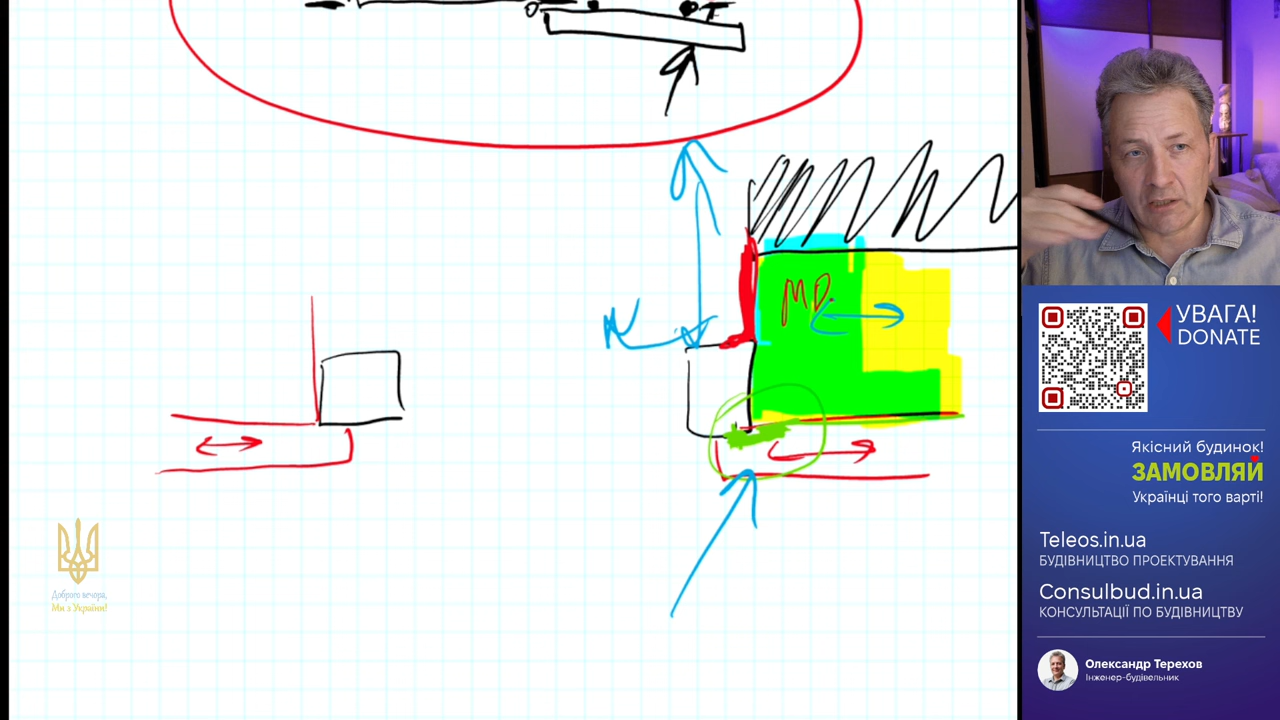 МД.
УВАГА!
DONATE
Якісний будинок!
ЗАМОВЛЯЙ
Українці того варті!
Teleos.in.ua
БУДІВНИЦТВО ПРОЕКТУВАННЯ
Consulbud.in.ua
КОНСУЛЬТАЦІЇ ПО БУДІВНИЦТВУ
Олександр Терехов
Інженер-будівельник
Доброго вечора,
Ми з України!